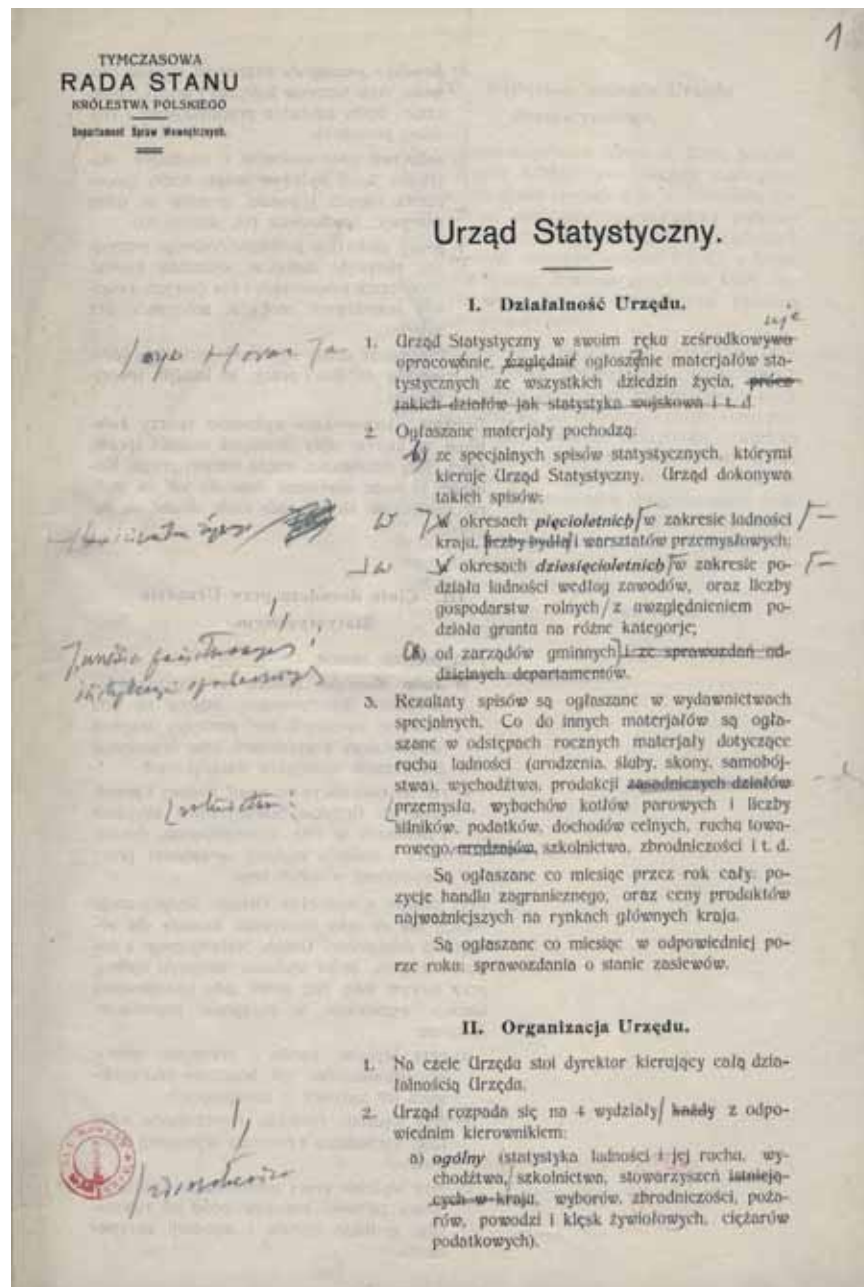 1
TYMCZASOWA
RADA STANU
KRÓLESTWA POLSKIEGO
Departament Spraw Wewnętrznych.
Urząd Statystyczny.
I. Działalność Urzędu.
uje
1. Urząd Statystyczny w swoim ręku ześrodkowywa
opracowanie, względnie ogłoszenie materjałów sta-
tystycznych ze wszystkich dziedzin życia, prócz
takich działów jak statystyka wojskowa i t. d.
2. Ogłaszane materjały pochodzą:
b) ze specjalnych spisów statystycznych, którymi
kieruje Urząd Statystyczny. Urząd dokonywa
takich spisów:
w W okresach pięcioletnich w zakresie ludności
kraju, liczby bydła i warsztatów przemysłowych;
w W okresach dziesięcioletnich w zakresie po-
działu ludności według zawodów, oraz liczby
gospodarstw rolnych z uwzględnieniem po-
działu gruntu na różne kategorje;
a) od zarządów gminnych i ze sprawozdań od-
dzielnych departamentów.
3. Rezultaty spisów są ogłaszane w wydawnictwach
specjalnych. Co do innych materjałów są ogła-
szane w odstępach rocznych materjały dotyczące
ruchu ludności (urodzenia, śluby, skony, samobój-
stwa), wychodźtwa, produkcji zasadniczych działów
przemysłu, wybuchów kotłów parowych i liczby
silników, podatków, dochodów celnych, ruchu towa-
rowego, urodzajów, szkolnictwa, zbrodniczości i t. d.
Są ogłaszane co miesiąc przez rok cały: po-
zycje handlu zagranicznego, oraz ceny produktów
najważniejszych na rynkach głównych kraju.
Są ogłaszane co miesiąc w odpowiedniej po-
rze roku: sprawozdania o stanie zasiewów.
II. Organizacja Urzędu.
1. Na czele Urzędu stoi dyrektor kierujący całą dzia-
łalnością Urzędu.
2. Urząd rozpada się na 4 wydziały każdy z odpo-
wiednim kierownikiem:
a) ogólny (statystyka ludności i jej ruchu, wy-
chodźtwa, szkolnictwa, stowarzyszeń istnieją-
cych w kraju, wyborów, zbrodniczości, poża-
rów, powodzi i klęsk żywiołowych, ciężarów
podatkowych).